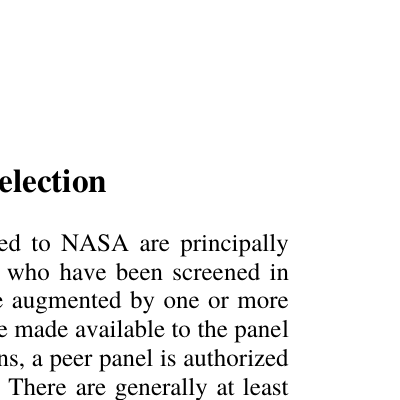 election
ed to NASA are principally
who have been screened in
augmented by one or more
made available to the panel
ns, a peer panel is authorized
There are generally at least